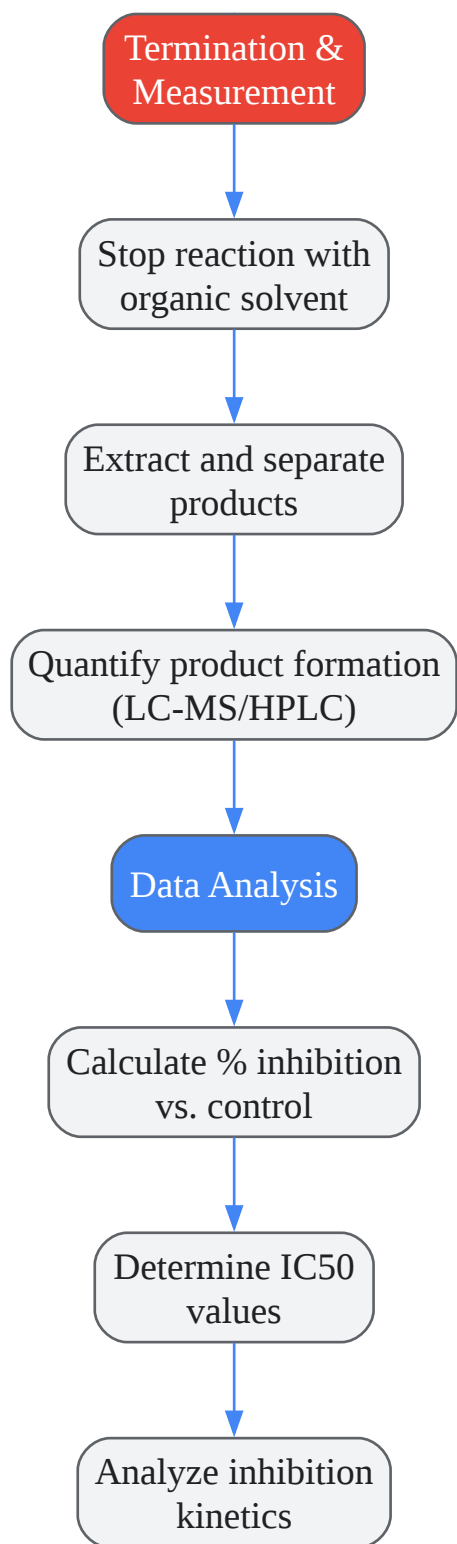 Termination &
Measurement
Stop reaction with
organic solvent
Extract and separate
products
Quantify product formation
(LC-MS/HPLC)
Data Analysis
Calculate % inhibition
vs. control
Determine IC50
values
Analyze inhibition
kinetics